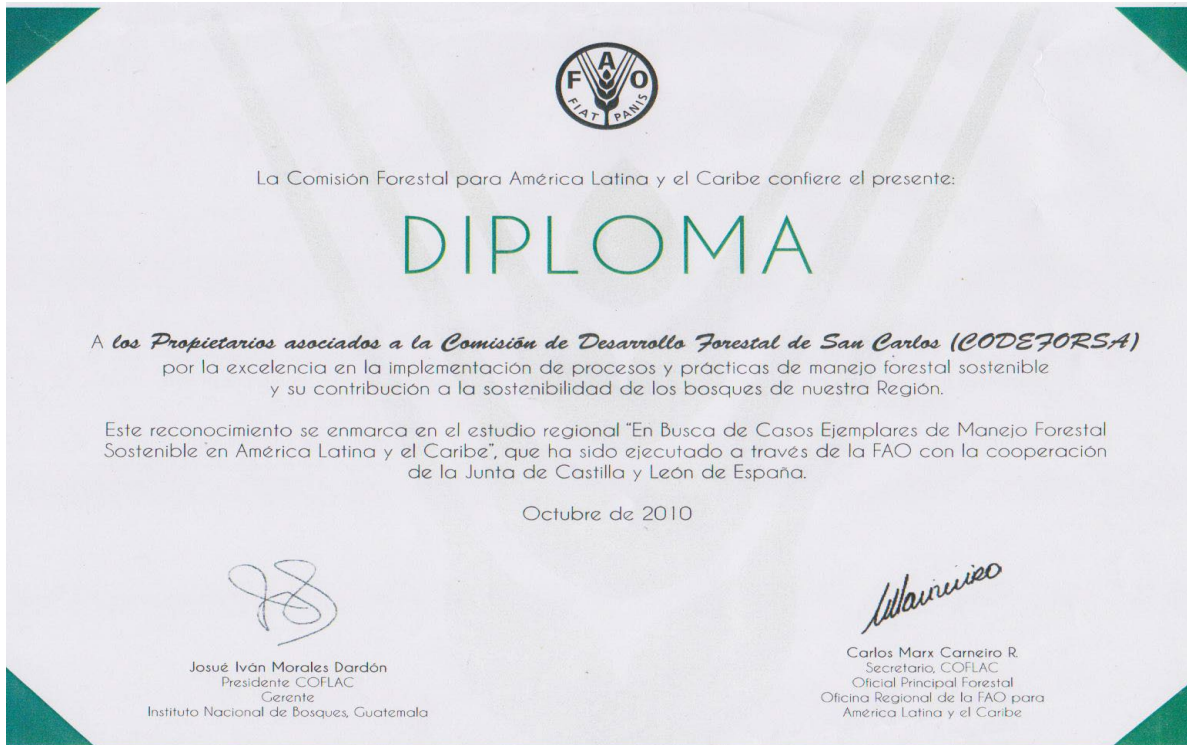 FAO
FIAT PANIS
La Comisión Forestal para América Latina y el Caribe confiere el presente:
DIPLOMA
A los Propietarios asociados a la Comisión de Desarrollo Forestal de San Carlos (CODEFORSA)
por la excelencia en la implementación de procesos y prácticas de manejo forestal sostenible
y su contribución a la sostenibilidad de los bosques de nuestra Región.
Este reconocimiento se enmarca en el estudio regional "En Busca de Casos Ejemplares de Manejo Forestal
Sostenible en América Latina y el Caribe", que ha sido ejecutado a través de la FAO con la cooperación
de la Junta de Castilla y León de España.
Octubre de 2010
Josué Iván Morales Dardón
Presidente COFLAC
Gerente
Instituto Nacional de Bosques, Guatemala
Carlos Marx Carneiro R.
Secretario, COFLAC
Oficial Principal Forestal
Oficina Regional de la FAO para
América Latina y el Caribe